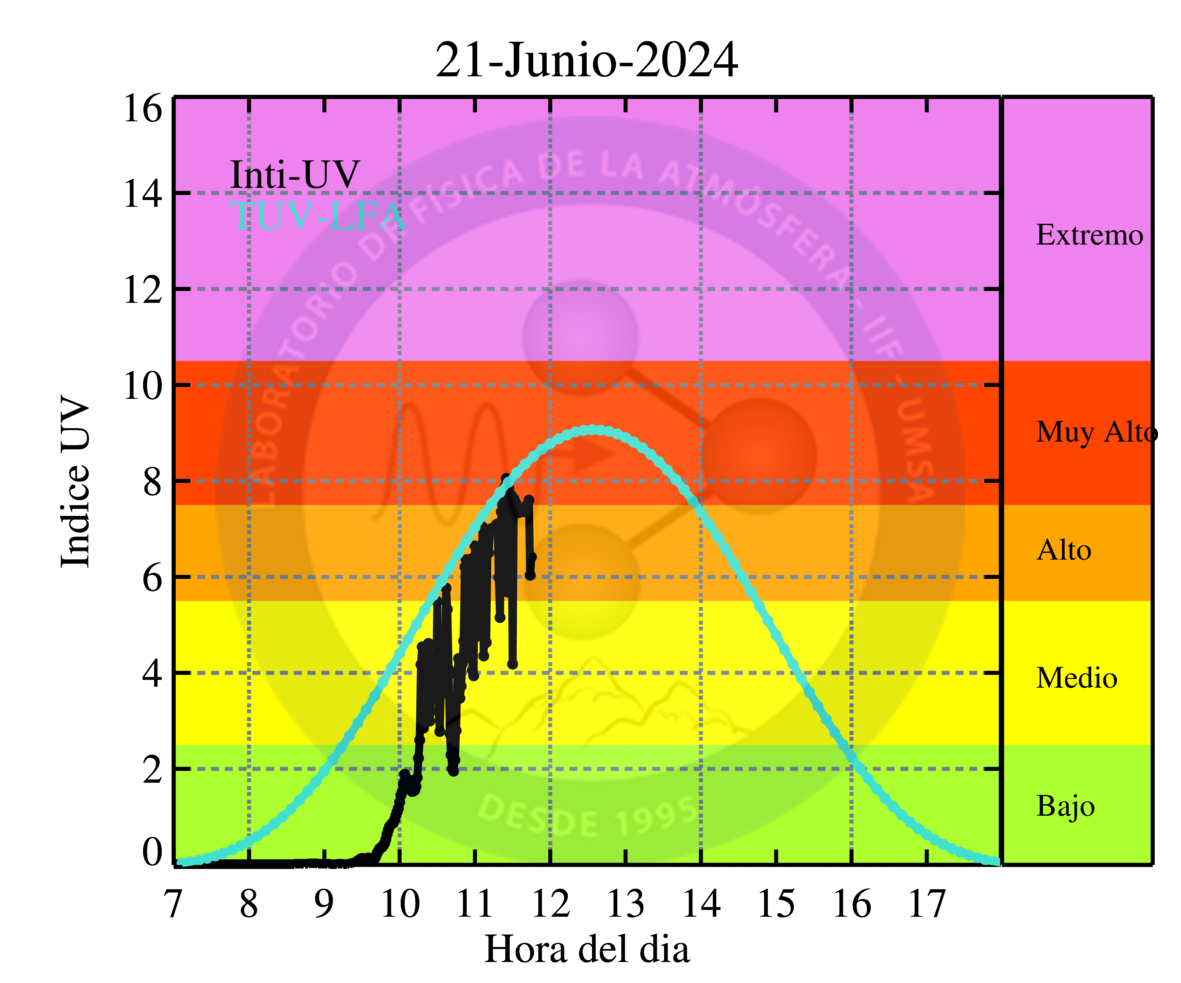 21-Junio-2024
Inti-UV
TUV-LFA
LABORATORIO DE FÍSICA DE LA ATMÓSFERA - IIF - UMSA
DESDE 1995
Indice UV
16
14
12
10
8
6
4
2
0
Extremo
Muy Alto
Alto
Medio
Bajo
7 8 9 10 11 12 13 14 15 16 17
Hora del dia